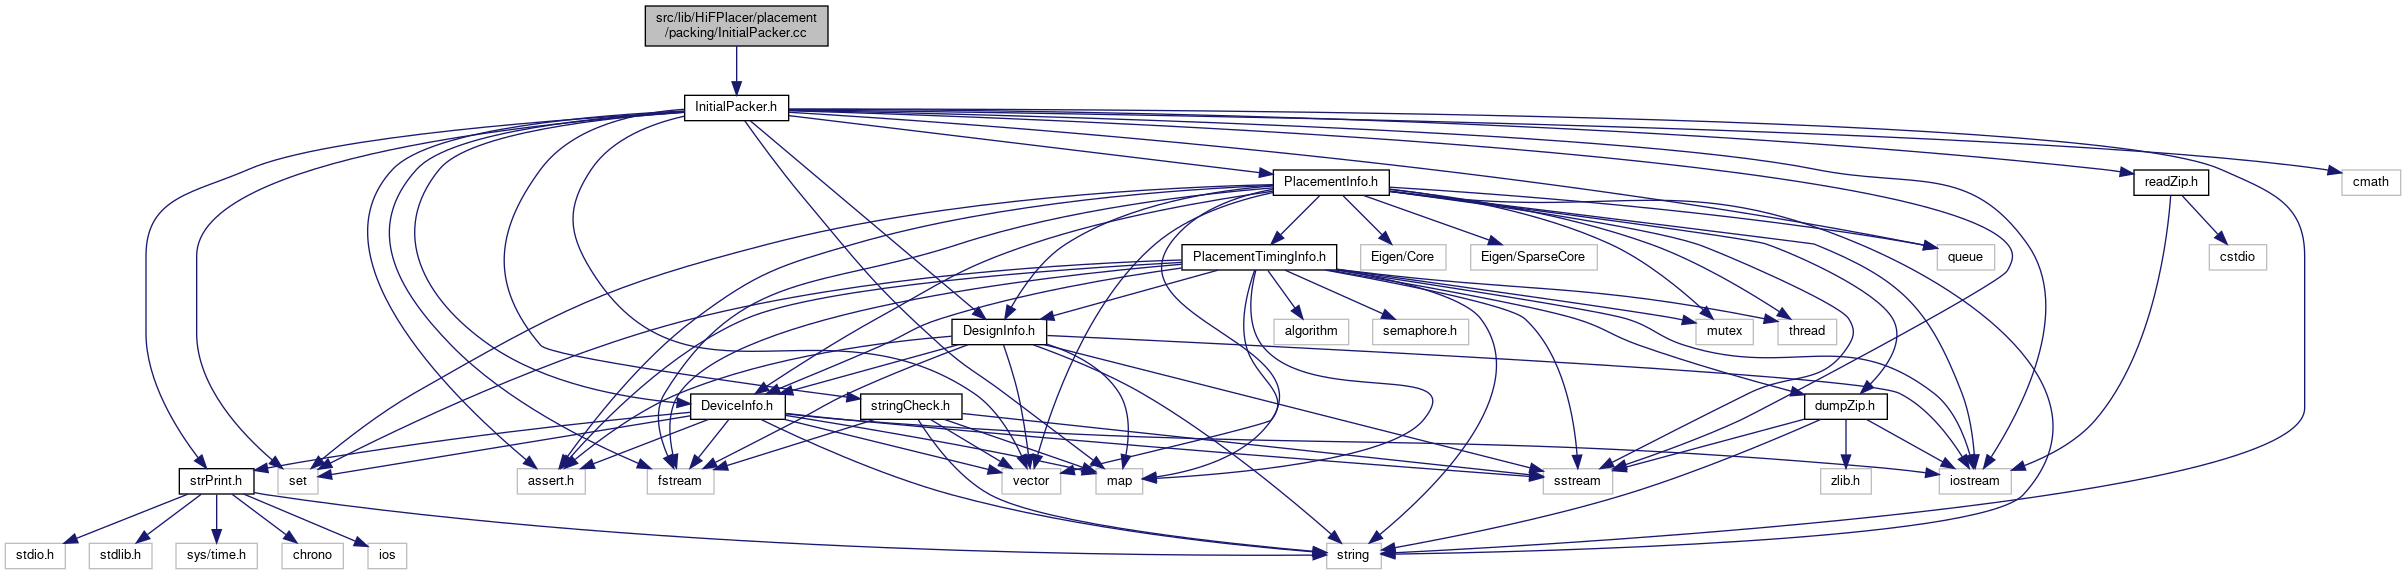 src/lib/HiFPlacer/placement
/packing/InitialPacker.cc
InitialPacker.h
PlacementInfo.h
readZip.h
cmath
PlacementTimingInfo.h
Eigen/Core
Eigen/SparseCore
queue
cstdio
DesignInfo.h
algorithm
semaphore.h
mutex
thread
DeviceInfo.h
stringCheck.h
dumpZip.h
strPrint.h
set
assert.h
fstream
vector
map
sstream
zlib.h
iostream
stdio.h
stdlib.h
sys/time.h
chrono
ios
string